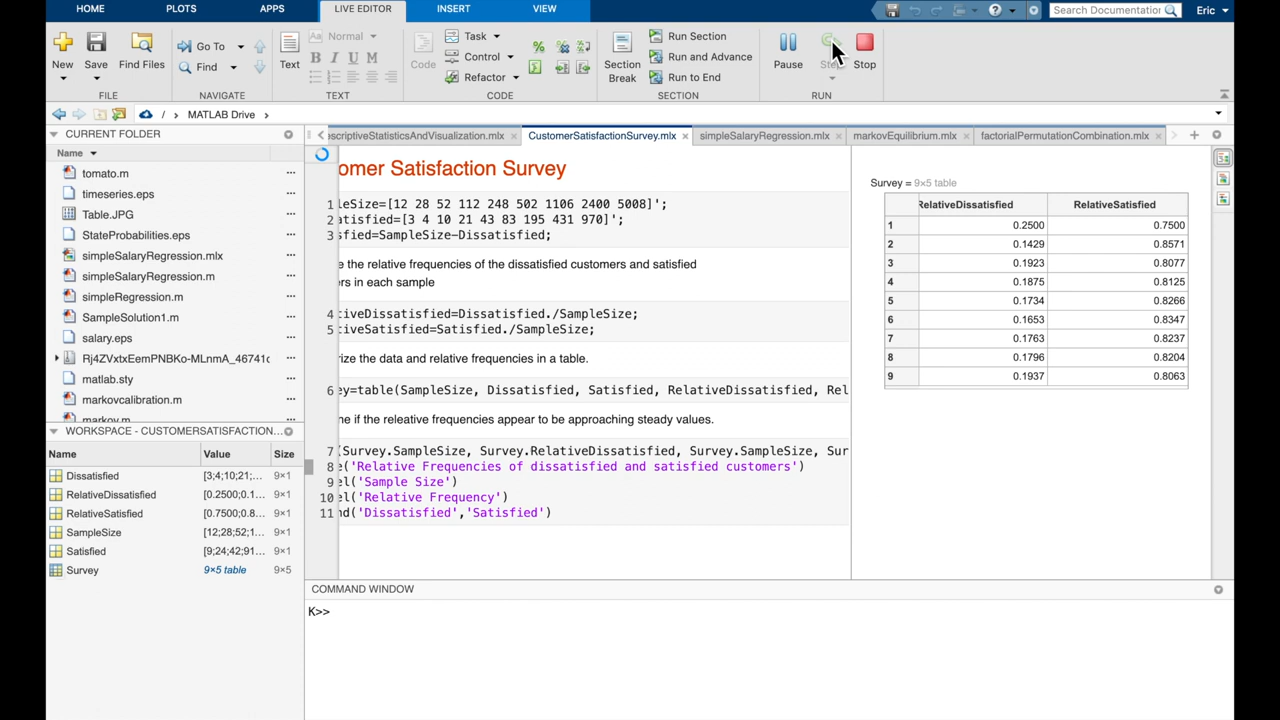 HOME PLOTS APPS LIVE EDITOR INSERT VIEW Search Documentation Eric
New Save Find Files Go To Find Text Normal Code Task Control Refactor Section Break Run Section Run and Advance Run to End Pause Step Stop
B I U M
FILE NAVIGATE TEXT CODE SECTION RUN
/ MATLAB Drive
CURRENT FOLDER
Name
tomato.m
timeseries.eps
Table.JPG
StateProbabilities.eps
simpleSalaryRegression.mlx
simpleSalaryRegression.m
simpleRegression.m
SampleSolution1.m
salary.eps
Rj4ZVxtxEemPNBKo-MLnmA_46741c
matlab.sty
markovcalibration.m
markov.m
WORKSPACE - CUSTOMERSATISFACTION...
Name Value Size
Dissatisfied [3;4;10;21;... 9×1
RelativeDissatisfied [0.2500;0.1... 9×1
RelativeSatisfied [0.7500;0.8... 9×1
SampleSize [12;28;52;1... 9×1
Satisfied [9;24;42;91... 9×1
Survey 9×5 table 9×5
scriptiveStatisticsAndVisualization.mlx CustomerSatisfactionSurvey.mlx simpleSalaryRegression.mlx markovEquilibrium.mlx factorialPermutationCombination.mlx
omer Satisfaction Survey
1 leSize=[12 28 52 112 248 502 1106 2400 5008]';
2 atisfied=[3 4 10 21 43 83 195 431 970]';
3 sfied=SampleSize-Dissatisfied;
e the relative frequencies of the dissatisfied customers and satisfied
ers in each sample
4 tiveDissatisfied=Dissatisfied./SampleSize;
5 tiveSatisfied=Satisfied./SampleSize;
rize the data and relative frequencies in a table.
6 ey=table(SampleSize, Dissatisfied, Satisfied, RelativeDissatisfied, Rel
ne if the releative frequencies appear to be approaching steady values.
7 (Survey.SampleSize, Survey.RelativeDissatisfied, Survey.SampleSize, Sur
8 e('Relative Frequencies of dissatisfied and satisfied customers')
9 el('Sample Size')
10 el('Relative Frequency')
11 nd('Dissatisfied','Satisfied')
Survey = 9×5 table
RelativeDissatisfied RelativeSatisfied
1 0.2500 0.7500
2 0.1429 0.8571
3 0.1923 0.8077
4 0.1875 0.8125
5 0.1734 0.8266
6 0.1653 0.8347
7 0.1763 0.8237
8 0.1796 0.8204
9 0.1937 0.8063
COMMAND WINDOW
K>>